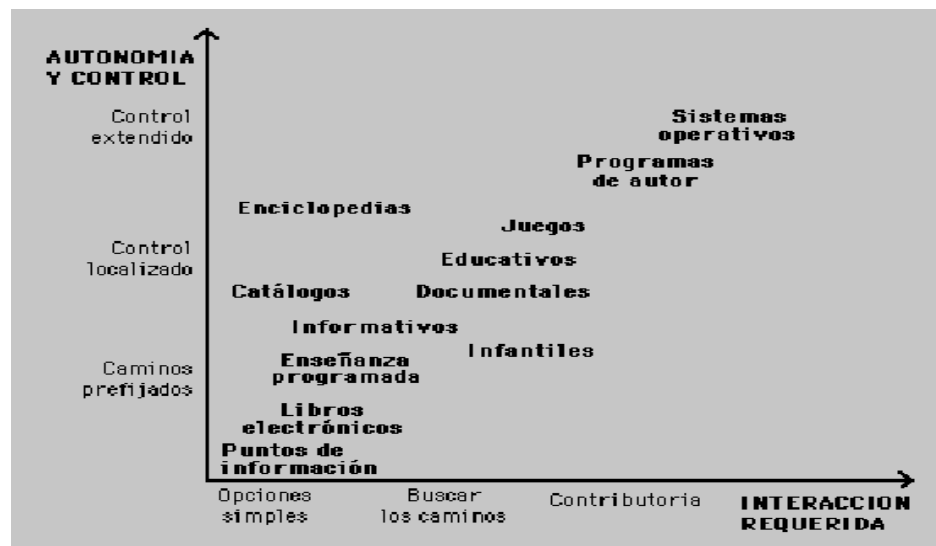 AUTONOMIA
Y CONTROL
Control
extendido
Sistemas
operativos
Programas
de autor
Enciclopedias
Juegos
Control
localizado
Educativos
Catálogos
Documentales
Informativos
Infantiles
Caminos
prefijados
Enseñanza
programada
Libros
electrónicos
Puntos de
información
Opciones
simples
Buscar
los caminos
Contributoria
INTERACCION
REQUERIDA